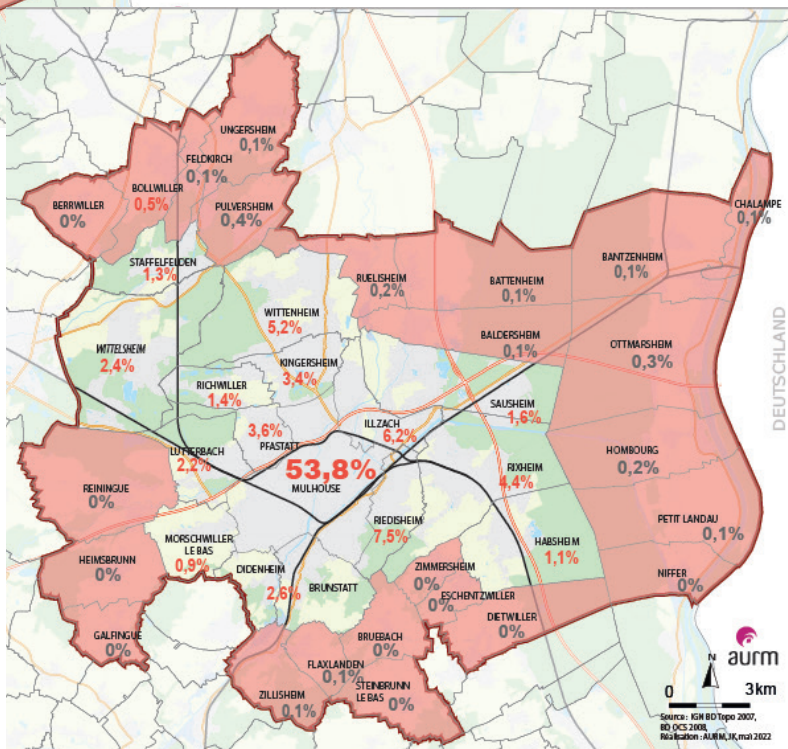 UNGERSHEIM
0,1%
FELDKIRCH
0,1%
BOLLWILLER
0,5%
BERRWILLER
0%
PULVERSHEIM
0,4%
CHALAMPE
0,1%
STAFFELFELDEN
1,3%
RUELISHEIM
0,2%
BATTENHEIM
0,1%
BANTZENHEIM
0,1%
WITTENHEIM
5,2%
WITTELSHEIM
2,4%
BALDERSHEIM
0,1%
OTTMARSHEIM
0,3%
DEUTSCHLAND
KINGERSHEIM
3,4%
RICHWILLER
1,4%
SAUSHEIM
1,6%
ILLZACH
6,2%
3,6%
PFASTATT
LUTTERBACH
2,2%
53,8%
MULHOUSE
HOMBOURG
0,2%
RIXHEIM
4,4%
REININGUE
0%
RIEDISHEIM
7,5%
PETIT LANDAU
0,1%
MORSCHWILLER
LE BAS
0,9%
HABSHEIM
1,1%
HEIMSBRUNN
0%
DIDENHEIM
2,6%
BRUNSTATT
ZIMMERSHEIM
0%
ESCHENTZWILLER
0%
NIFFER
0%
DIETWILLER
0%
GALFINGUE
0%
BRUEBACH
0%
FLAXLANDEN
0,1%
STEINBRUNN
LE BAS
0%
ZILLISHEIM
0,1%
aurm
N
0 3km
Source : IGN BD Topo 2007,
BD OCS 2008,
Réalisation : AURM, JK, mai 2022